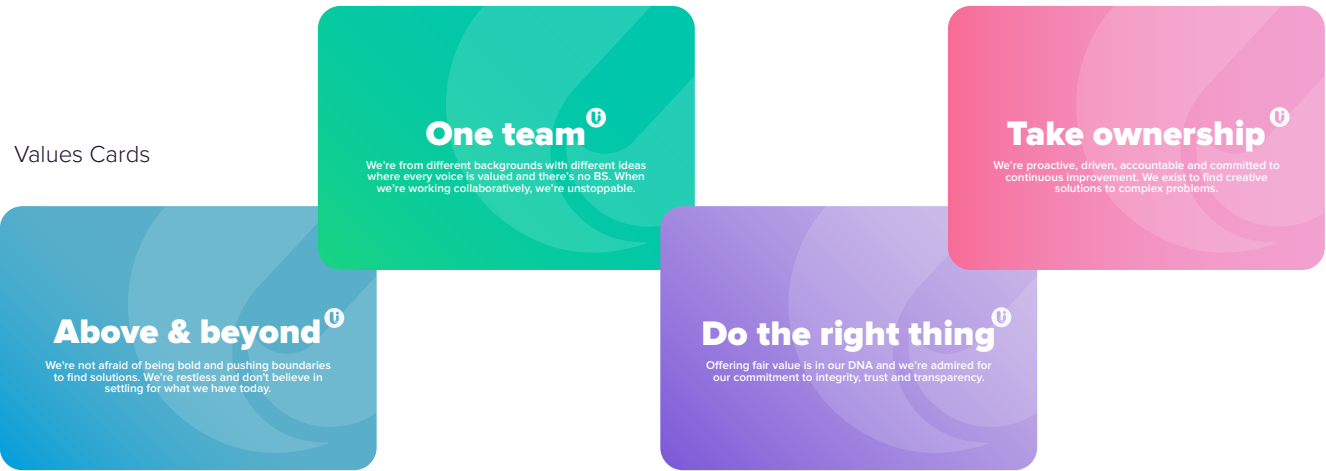 Values Cards
One team
We're from different backgrounds with different ideas
where every voice is valued and there's no BS. When
we're working collaboratively, we're unstoppable.
Take ownership
We're proactive, driven, accountable and committed to
continuous improvement. We exist to find creative
solutions to complex problems.
Above & beyond
We're not afraid of being bold and pushing boundaries
to find solutions. We're restless and don't believe in
settling for what we have today.
Do the right thing
Offering fair value is in our DNA and we're admired for
our commitment to integrity, trust and transparency.